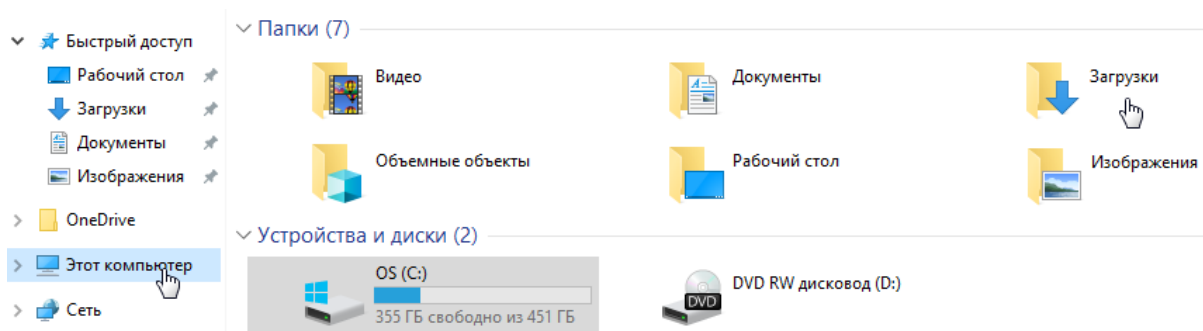 Быстрый доступ
Рабочий стол
Загрузки
Документы
Изображения
OneDrive
Этот компьютер
Сеть
Папки (7)
Видео
Документы
Загрузки
Объемные объекты
Рабочий стол
Изображения
Устройства и диски (2)
OS (C:)
355 ГБ свободно из 451 ГБ
DVD
DVD RW дисковод (D:)